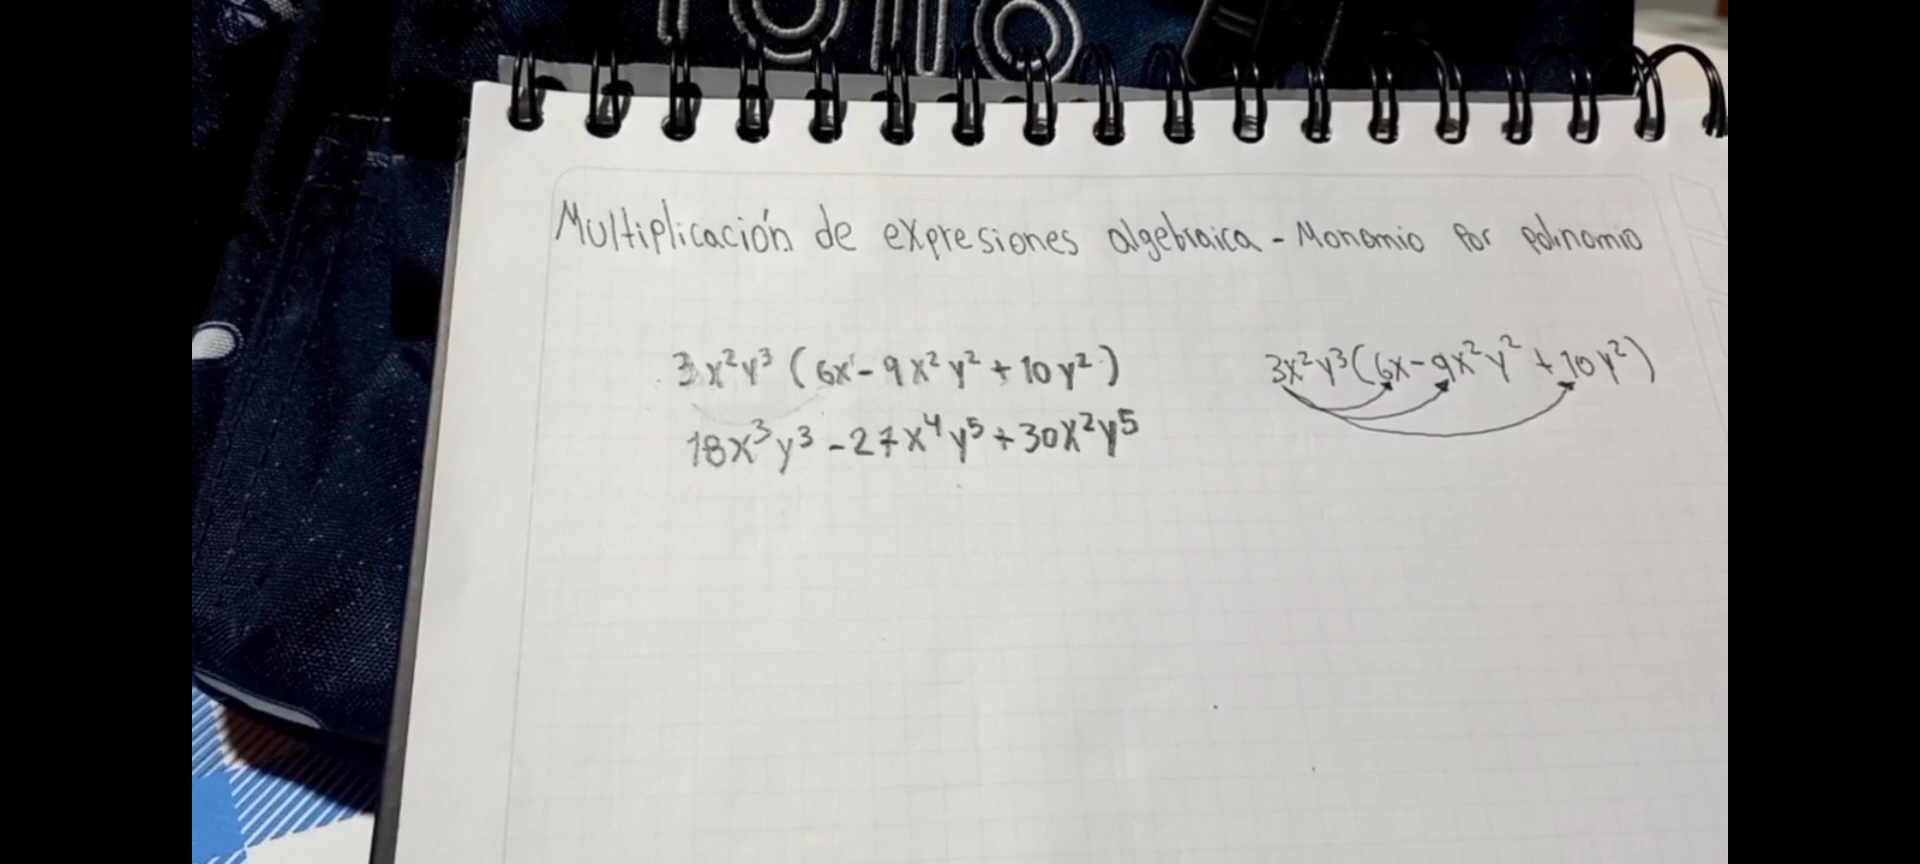 Multiplicación de expresiones algebraica - Monomio por polinomio
3x²y³ (6x¹ - 9x²y² + 10y²)
18x³y³ - 27x⁴y⁵ + 30x²y⁵
3x²y³(6x - 9x²y² + 10y²)